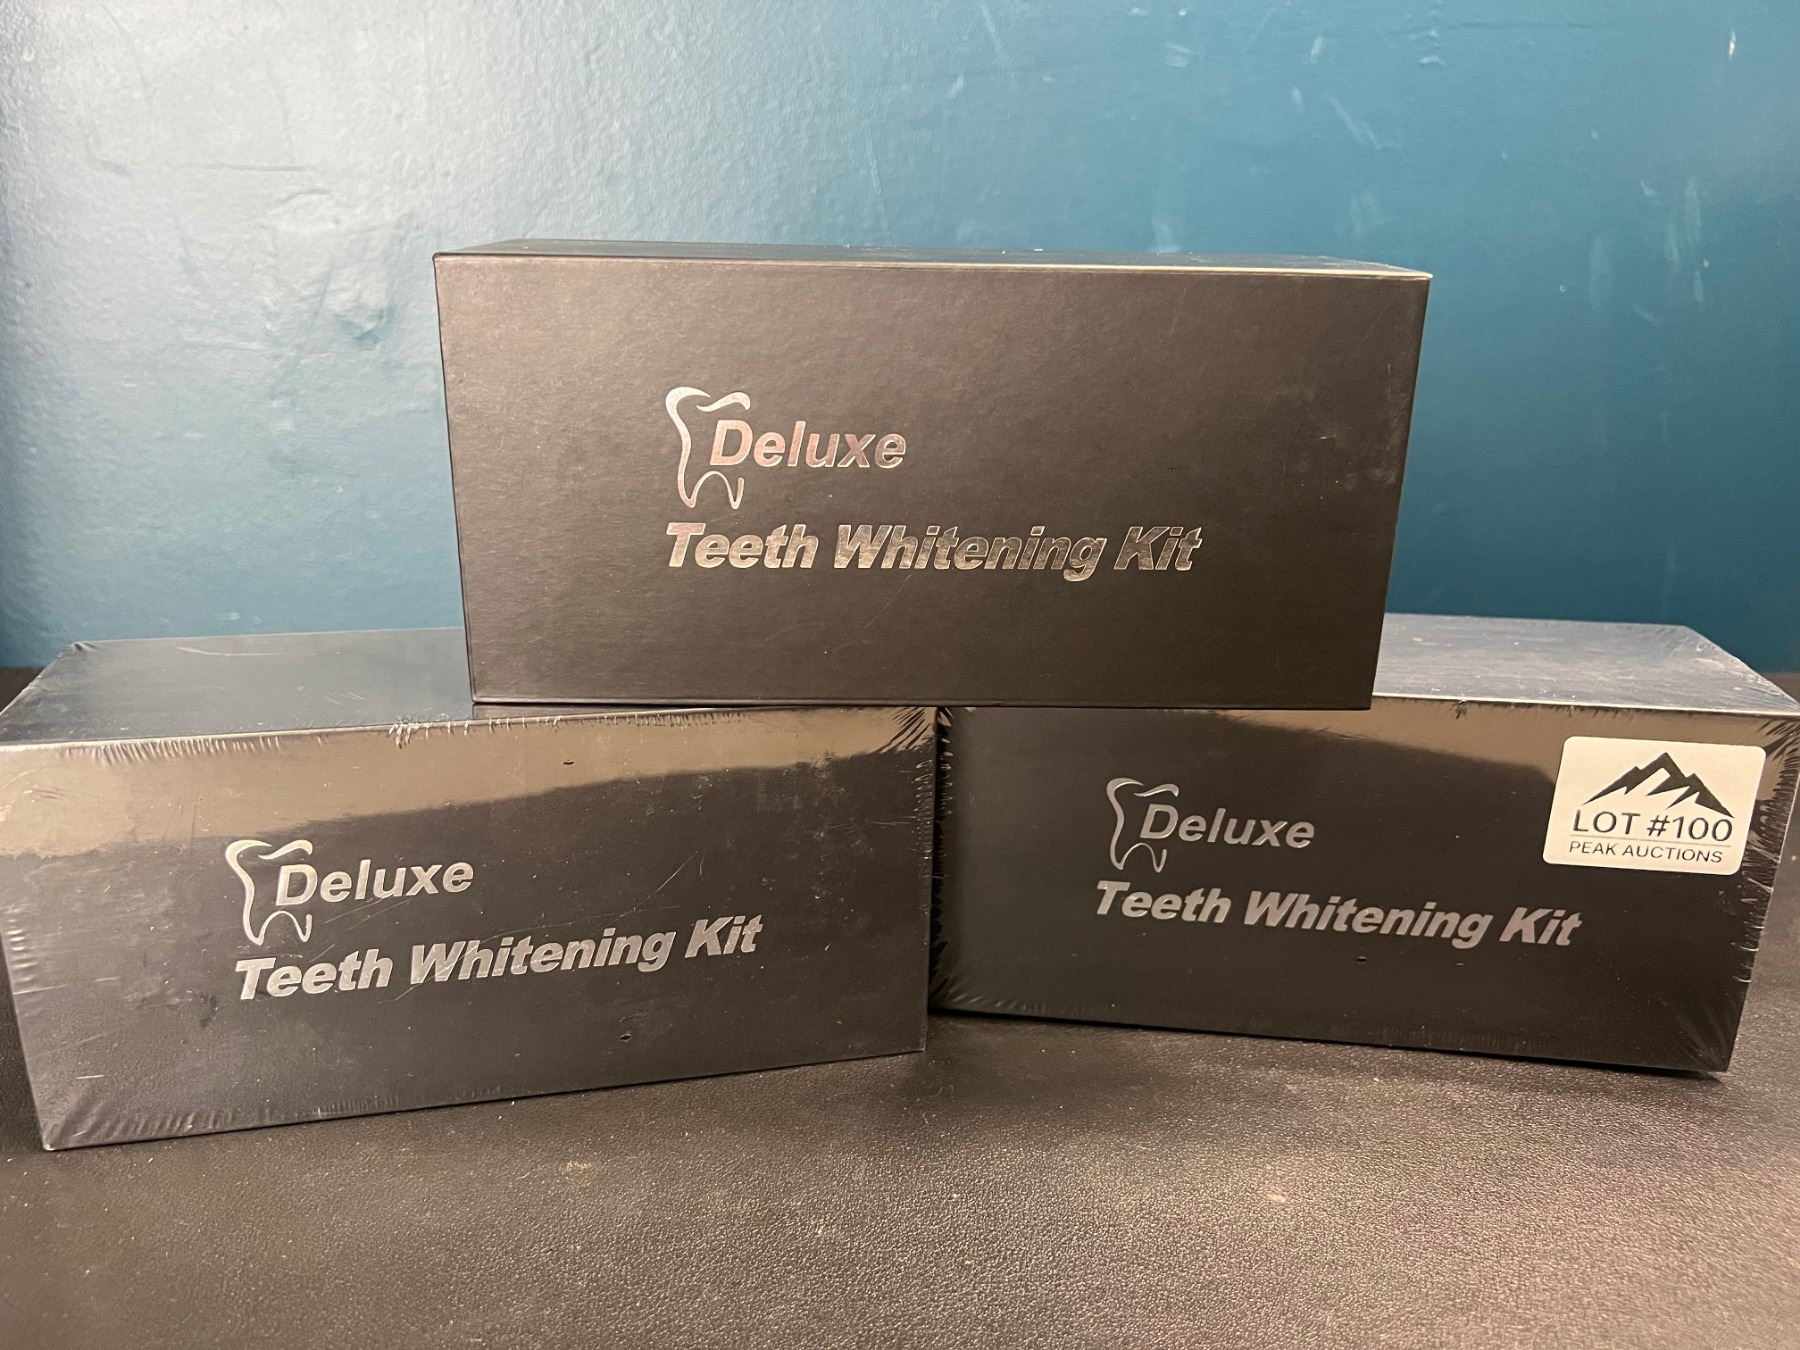 Deluxe
Teeth Whitening Kit
Deluxe
Teeth Whitening Kit
Deluxe
Teeth Whitening Kit
LOT #100
PEAK AUCTIONS